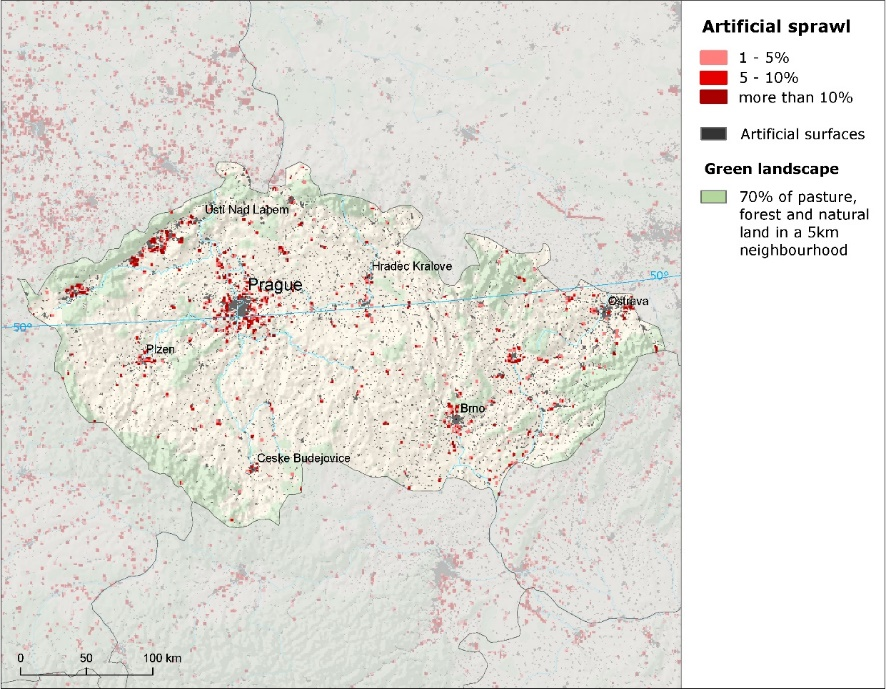 Artificial sprawl
1 - 5%
5 - 10%
more than 10%
Artificial surfaces
Green landscape
70% of pasture,
forest and natural
land in a 5km
neighbourhood
Usti Nad Labem
Hradec Kralove
50°
Prague
Ostrava
50°
Plzen
Brno
Ceske Budejovice
0 50 100 km